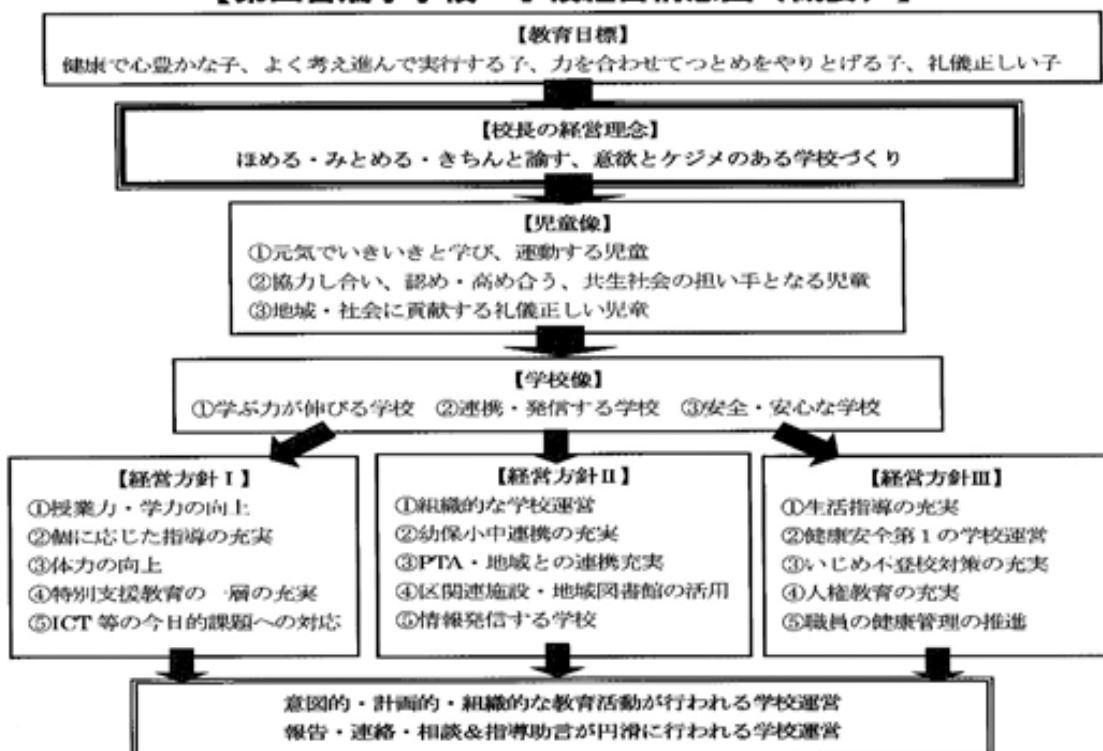 【教育目標】
健康で心豊かな子、よく考え進んで実行する子、力を合わせてつとめをやりとげる子、礼儀正しい子
【校長の経営理念】
ほめる・みとめる・きちんと諭す、意欲とケジメのある学校づくり
【児童像】
①元気でいきいきと学び、運動する児童
②協力し合い、認め・高め合う、共生社会の担い手となる児童
③地域・社会に貢献する礼儀正しい児童
【学校像】
①学ぶ力が伸びる学校 ②連携・発信する学校 ③安全・安心な学校
【経営方針Ⅰ】
①授業力・学力の向上
②個に応じた指導の充実
③体力の向上
④特別支援教育の一層の充実
⑤ICT 等の今日的課題への対応
【経営方針Ⅱ】
①組織的な学校運営
②幼保小中連携の充実
③PTA・地域との連携充実
④区関連施設・地域図書館の活用
⑤情報発信する学校
【経営方針Ⅲ】
①生活指導の充実
②健康安全第１の学校運営
③いじめ不登校対策の充実
④人権教育の充実
⑤職員の健康管理の推進
意図的・計画的・組織的な教育活動が行われる学校運営
報告・連絡・相談＆指導助言が円滑に行われる学校運営